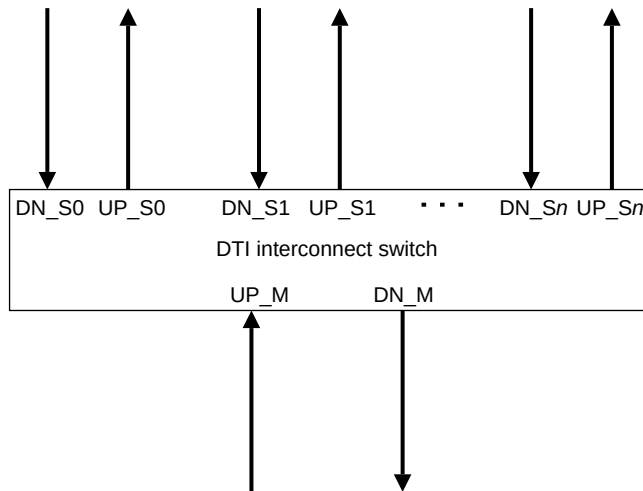 DN_S0 UP_S0 DN_S1 UP_S1 . . . DN_Sn UP_Sn
DTI interconnect switch
UP_M DN_M